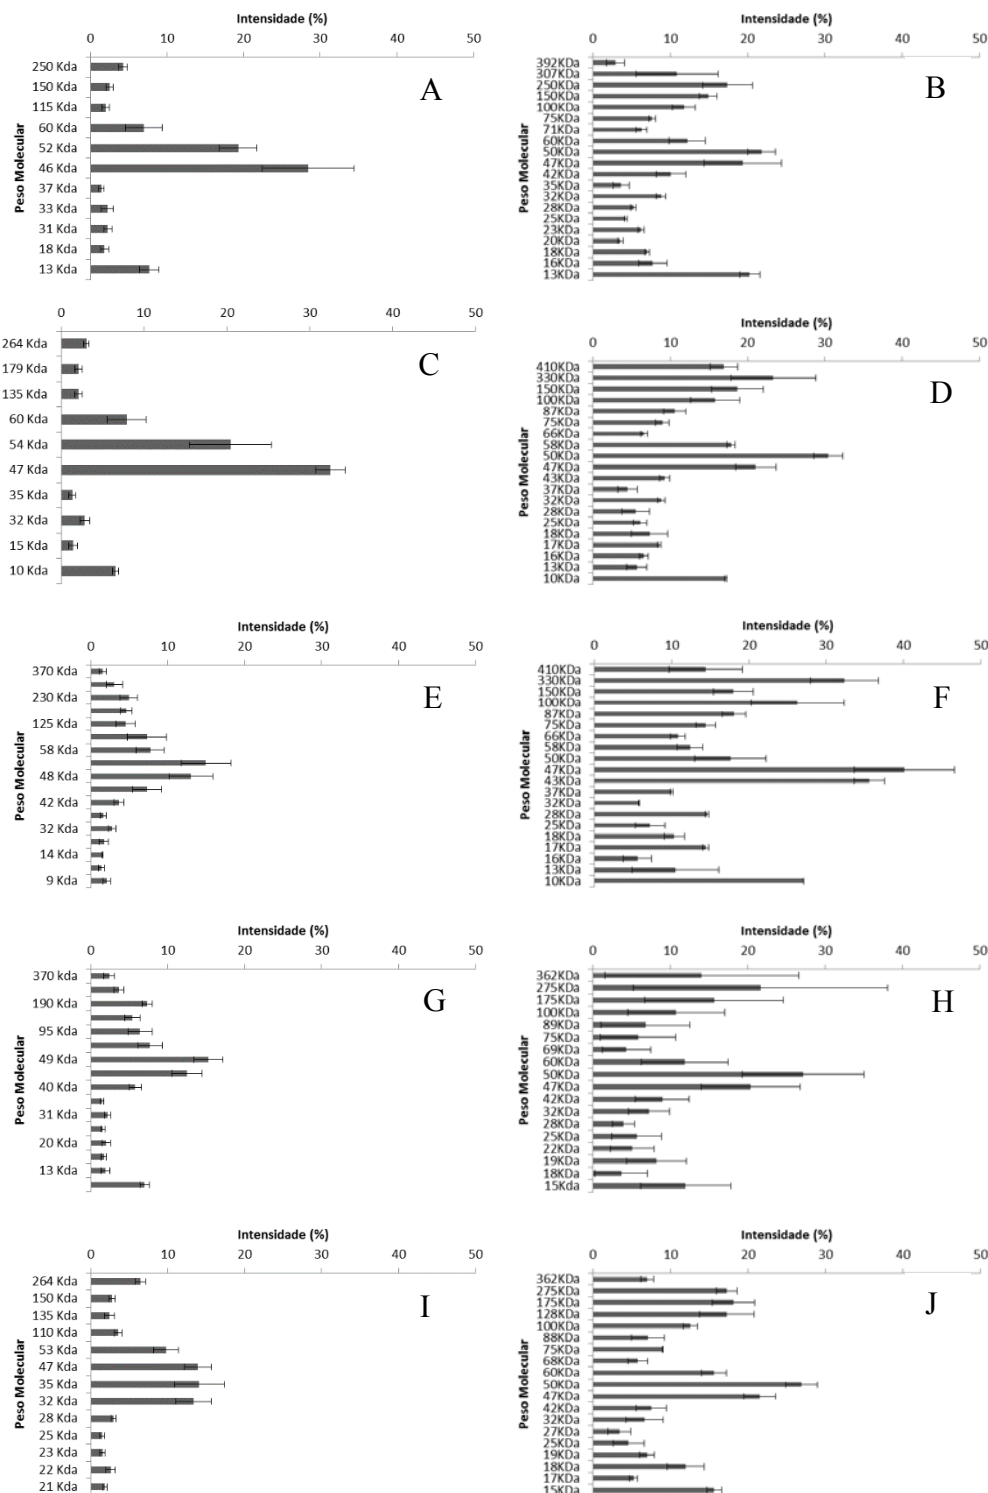 Intensidade (%)
0 10 20 30 40 50
Peso Molecular
250 Kda
150 Kda
115 Kda
60 Kda
52 Kda
46 Kda
37 Kda
33 Kda
31 Kda
18 Kda
13 Kda
A
Intensidade (%)
0 10 20 30 40 50
Peso Molecular
392KDa
307KDa
250KDa
150KDa
100KDa
75KDa
71KDa
60KDa
50KDa
47KDa
42KDa
35KDa
32KDa
28KDa
25KDa
23KDa
20KDa
18KDa
16KDa
13KDa
B
0 10 20 30 40 50
Peso Molecular
264 Kda
179 Kda
135 Kda
60 Kda
54 Kda
47 Kda
35 Kda
32 Kda
15 Kda
10 Kda
C
Intensidade (%)
0 10 20 30 40 50
Peso Molecular
410KDa
330KDa
150KDa
100KDa
87KDa
75KDa
66KDa
58KDa
50KDa
47KDa
43KDa
37KDa
32KDa
28KDa
25KDa
18KDa
17KDa
16KDa
13KDa
10KDa
D
Intensidade (%)
0 10 20 30 40 50
Peso Molecular
370 Kda
230 Kda
125 Kda
58 Kda
48 Kda
42 Kda
32 Kda
14 Kda
9 Kda
E
Intensidade (%)
0 10 20 30 40 50
Peso Molecular
410KDa
330KDa
150KDa
100KDa
87KDa
75KDa
66KDa
58KDa
50KDa
47KDa
43KDa
37KDa
32KDa
28KDa
25KDa
18KDa
17KDa
16KDa
13KDa
10KDa
F
Intensidade (%)
0 10 20 30 40 50
Peso Molecular
370 kda
190 Kda
95 Kda
49 Kda
40 Kda
31 Kda
20 Kda
13 Kda
G
Intensidade (%)
0 10 20 30 40 50
Peso Molecular
362KDa
275KDa
175KDa
100KDa
89KDa
75KDa
69KDa
60KDa
50KDa
47KDa
42KDa
32KDa
28KDa
25KDa
22KDa
19KDa
18KDa
15Kda
H
Intensidade (%)
0 10 20 30 40 50
Peso Molecular
264 Kda
150 Kda
135 Kda
110 Kda
53 Kda
47 Kda
35 Kda
32 Kda
28 Kda
25 Kda
23 Kda
22 Kda
21 Kda
I
Intensidade (%)
0 10 20 30 40 50
Peso Molecular
362KDa
275KDa
175KDa
128KDa
100KDa
88KDa
75KDa
68KDa
60KDa
50KDa
47KDa
42KDa
32KDa
27KDa
25KDa
19KDa
18KDa
17KDa
15KDa
J